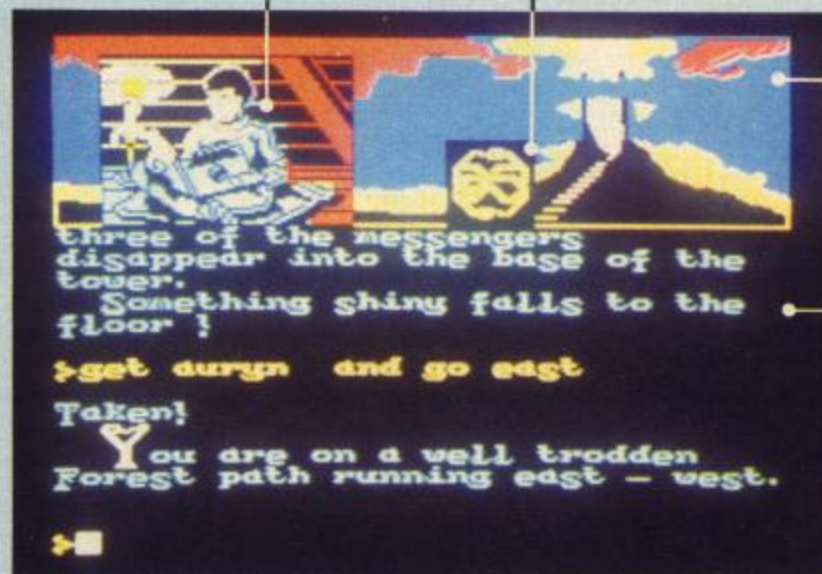 three of the messengers
disappear into the base of the
tower.
Something shiny falls to the
floor !
>get auryn and go east
Taken!
You are on a well trodden
Forest path running east - west.
>